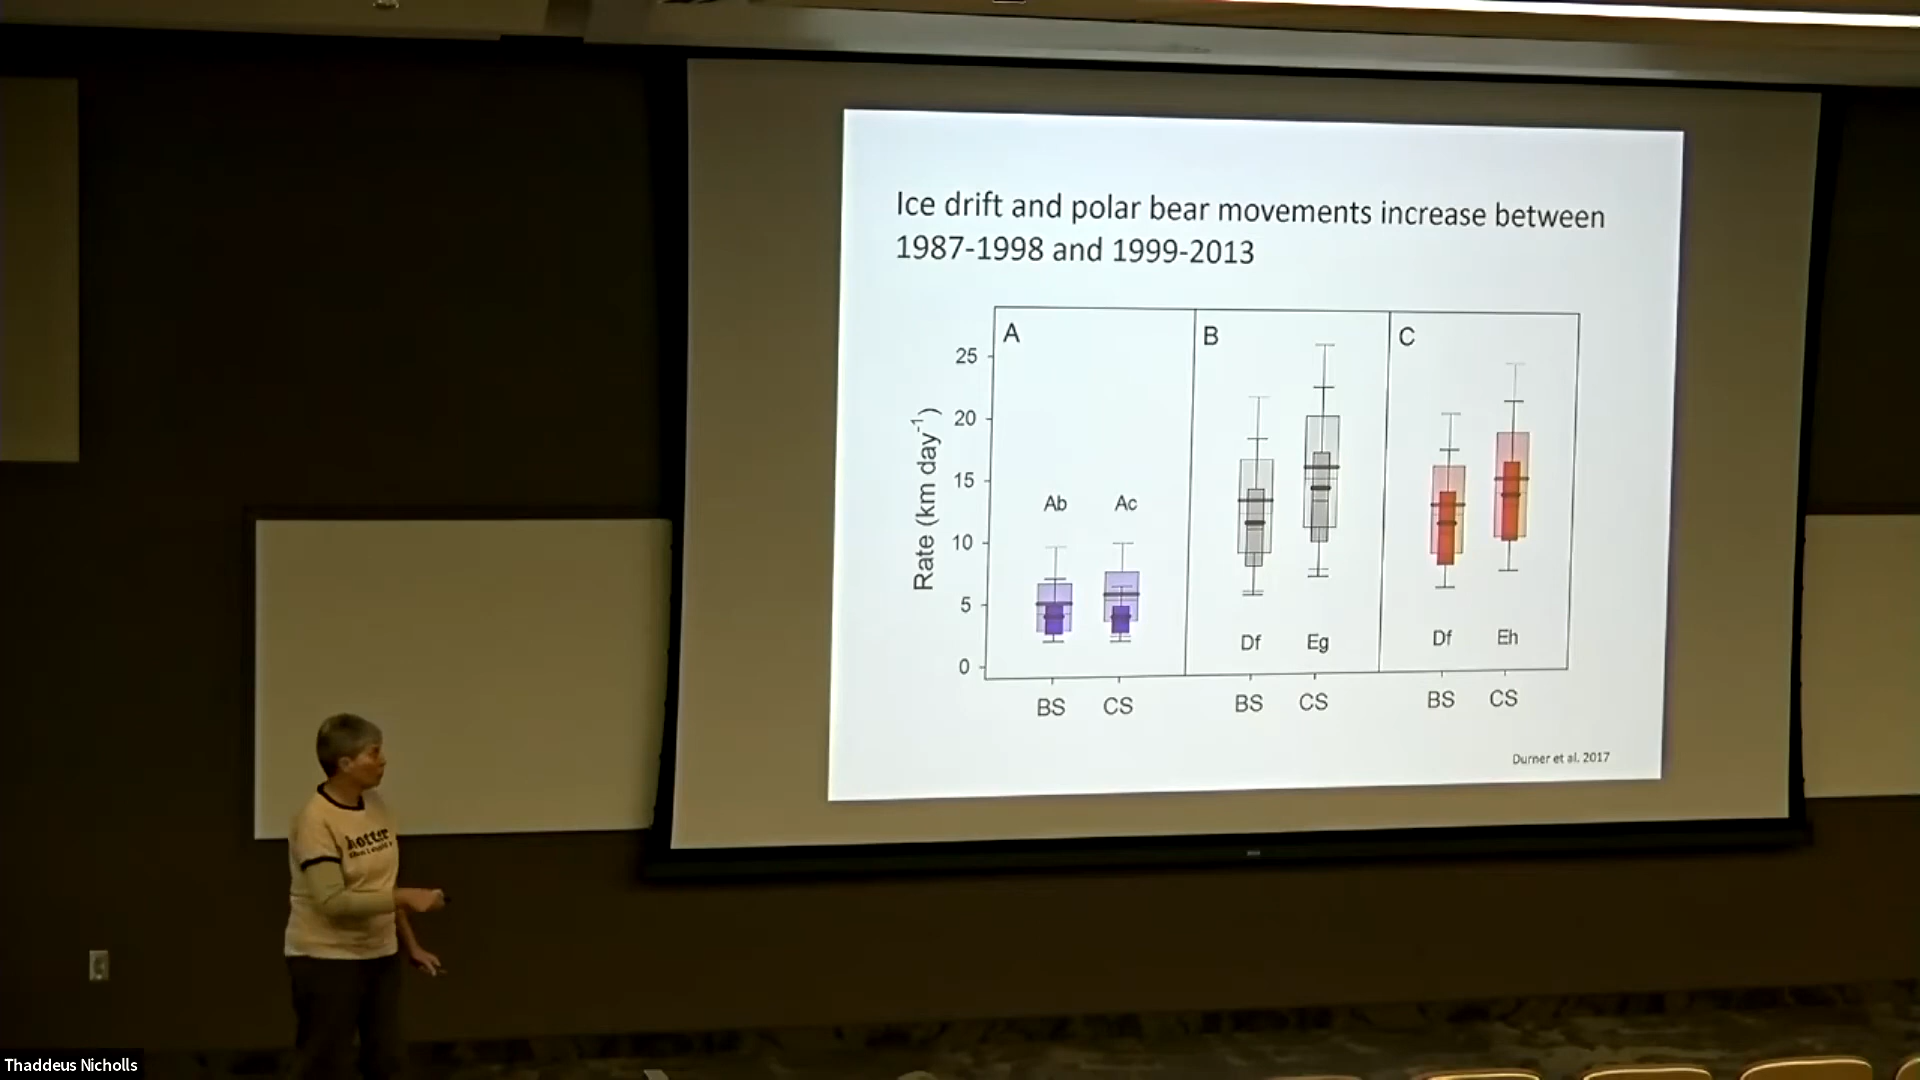 Ice drift and polar bear movements increase between
1987-1998 and 1999-2013
A
B
C
Rate (km day⁻¹)
25
20
15
10
5
0
Ab
Ac
Df
Eg
Df
Eh
BS
CS
BS
CS
BS
CS
Durner et al. 2017
hotter
Thaddeus Nicholls